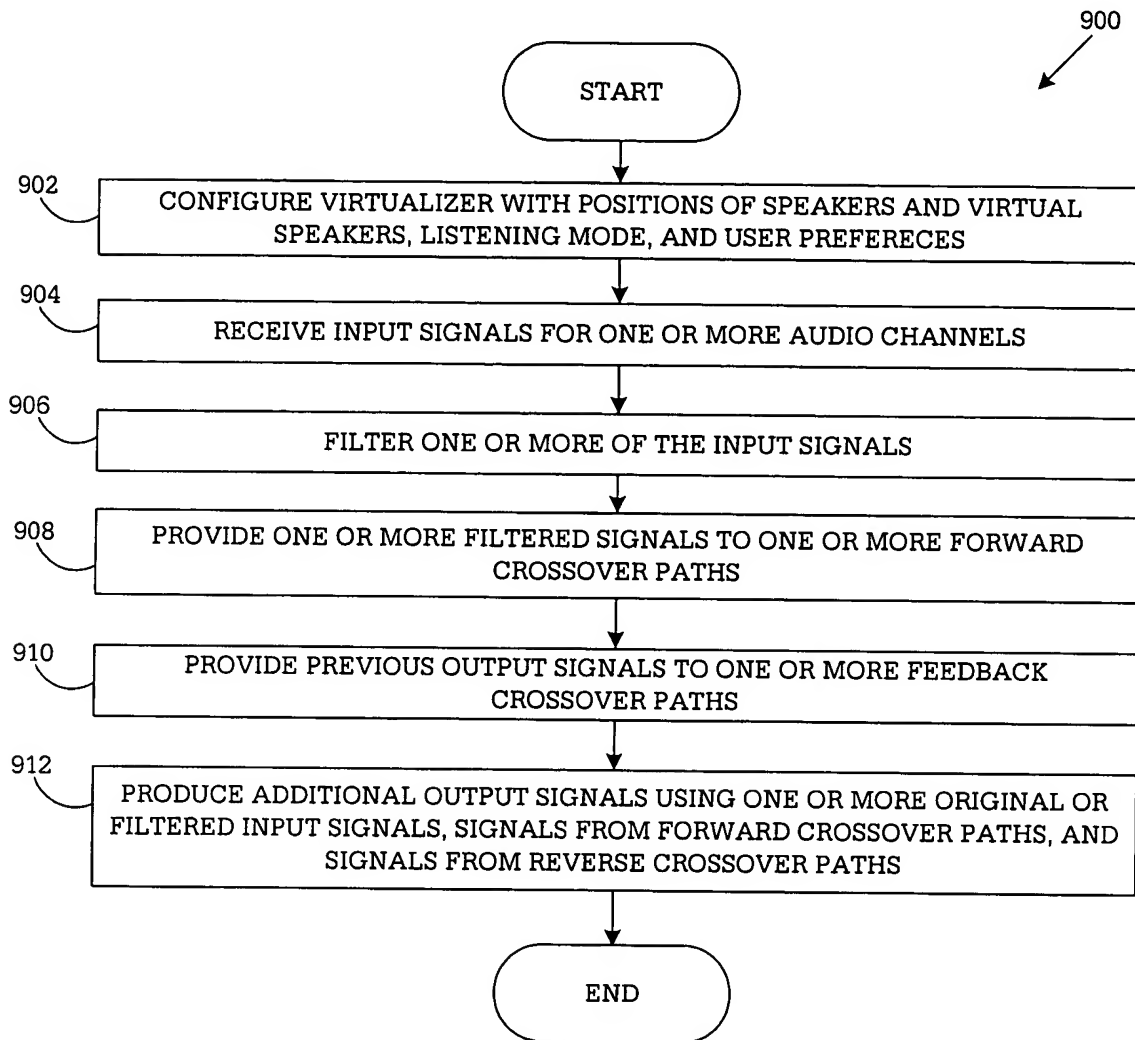 900
START
902
CONFIGURE VIRTUALIZER WITH POSITIONS OF SPEAKERS AND VIRTUAL
SPEAKERS, LISTENING MODE, AND USER PREFERECES
904
RECEIVE INPUT SIGNALS FOR ONE OR MORE AUDIO CHANNELS
906
FILTER ONE OR MORE OF THE INPUT SIGNALS
908
PROVIDE ONE OR MORE FILTERED SIGNALS TO ONE OR MORE FORWARD
CROSSOVER PATHS
910
PROVIDE PREVIOUS OUTPUT SIGNALS TO ONE OR MORE FEEDBACK
CROSSOVER PATHS
912
PRODUCE ADDITIONAL OUTPUT SIGNALS USING ONE OR MORE ORIGINAL OR
FILTERED INPUT SIGNALS, SIGNALS FROM FORWARD CROSSOVER PATHS, AND
SIGNALS FROM REVERSE CROSSOVER PATHS
END